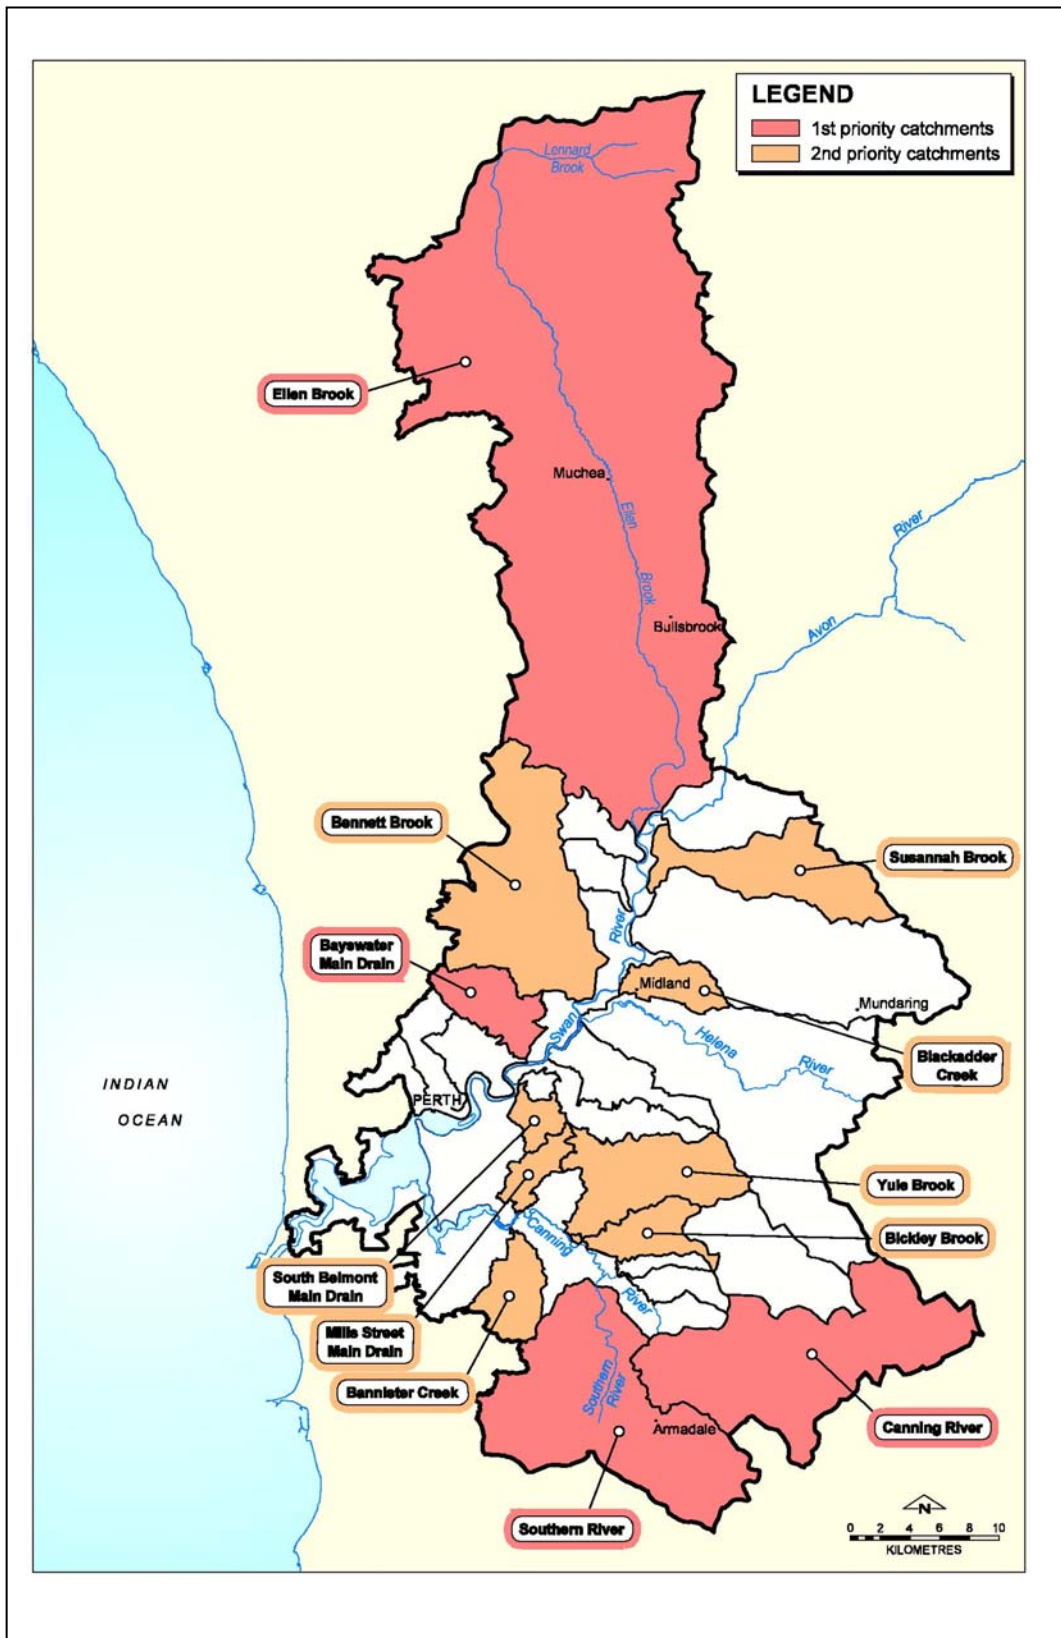 LEGEND
1st priority catchments
2nd priority catchments
Lennard
Brook
Ellen Brook
Muchea
Ellen
Brook
Bullsbrook
River
Avon
Bennett Brook
Susannah Brook
River
Bayswater
Main Drain
Midland
Mundaring
Swan
Helena
River
Blackadder
Creek
INDIAN
OCEAN
PERTH
Yule Brook
Bickley Brook
Canning
River
South Belmont
Main Drain
Mills Street
Main Drain
Bannister Creek
Southern
River
Armadale
Canning River
Southern River
N
0 2 4 6 8 10
KILOMETRES